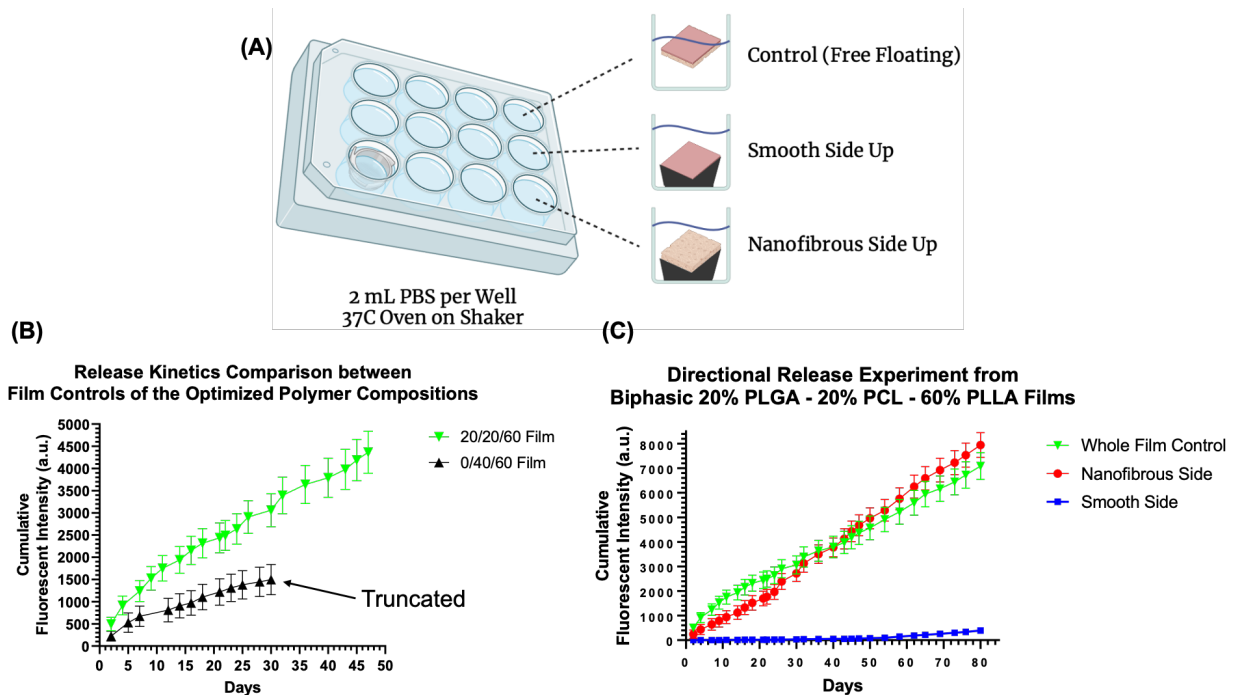 (A)
Control (Free Floating)
Smooth Side Up
Nanofibrous Side Up
2 mL PBS per Well
37C Oven on Shaker
(B)
Release Kinetics Comparison between
Film Controls of the Optimized Polymer Compositions
Cumulative
Fluorescent Intensity (a.u.)
5000
4500
4000
3500
3000
2500
2000
1500
1000
500
0
0 5 10 15 20 25 30 35 40 45 50
Days
20/20/60 Film
0/40/60 Film
Truncated
(C)
Directional Release Experiment from
Biphasic 20% PLGA - 20% PCL - 60% PLLA Films
Cumulative
Fluorescent Intensity (a.u.)
8000
7000
6000
5000
4000
3000
2000
1000
0
0 10 20 30 40 50 60 70 80
Days
Whole Film Control
Nanofibrous Side
Smooth Side